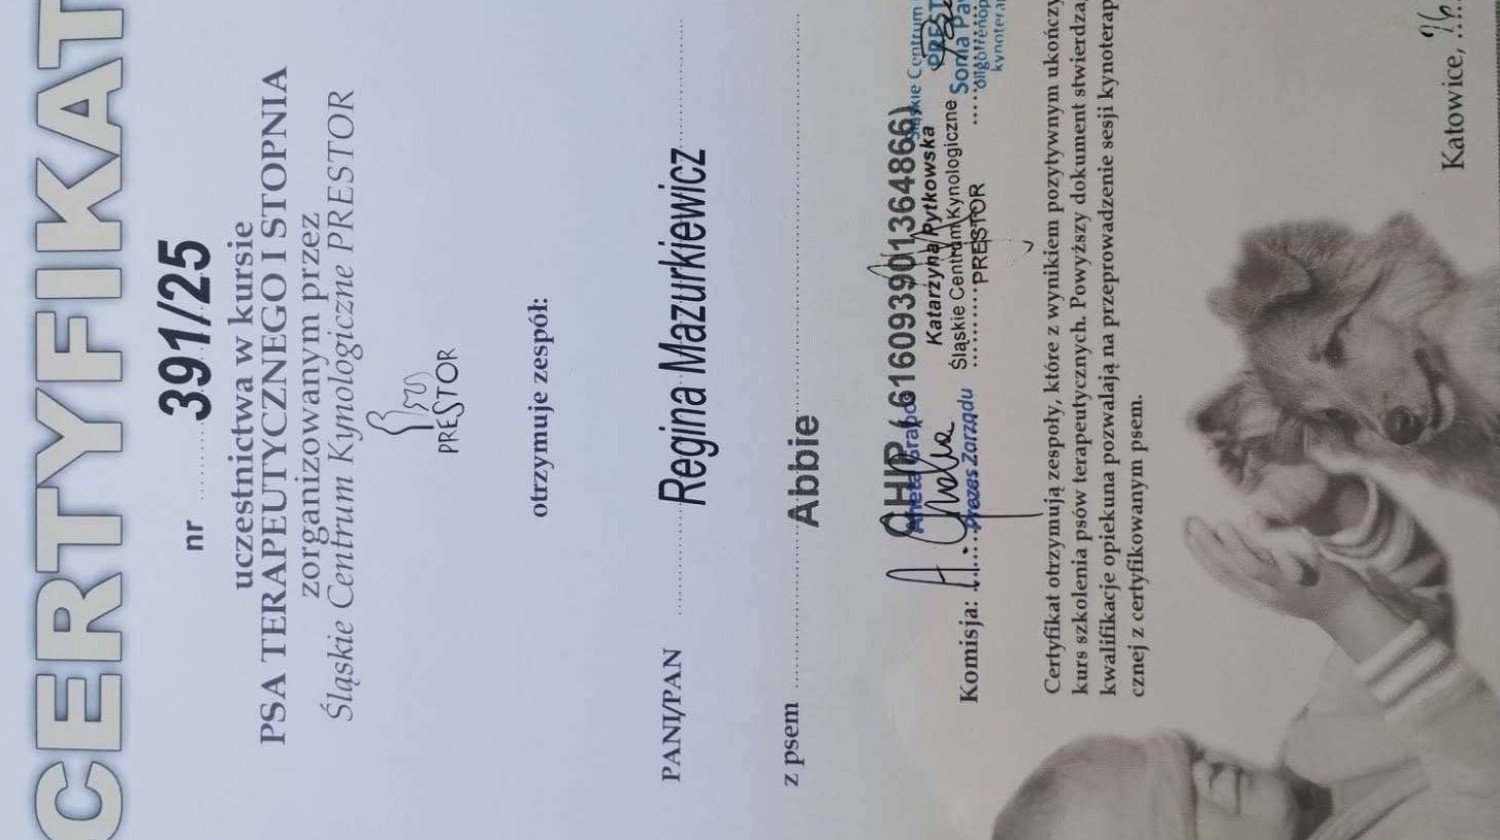 CERTYFIKAT
nr 391/25
uczestnictwa w kursie
PSA TERAPEUTYCZNEGO I STOPNIA
zorganizowanym przez
Śląskie Centrum Kynologiczne PRESTOR
PRESTOR
otrzymuje zespół:
PANI/PAN Regina Mazurkiewicz
z psem Abbie
( 616093901364866)
Śląskie Centrum
Katarzyna Pytkowska
Śląskie Centrum Kynologiczne
PRESTOR
Sonia
Prezes Zarządu
Komisja:
Certyfikat otrzymują zespoły, które z wynikiem pozytywnym
kurs szkolenia psów terapeutycznych. Powyższy dokument stwierdza,
kwalifikacje opiekuna pozwalają na przeprowadzenie sesji
cznej z certyfikowanym psem.
Katowice,